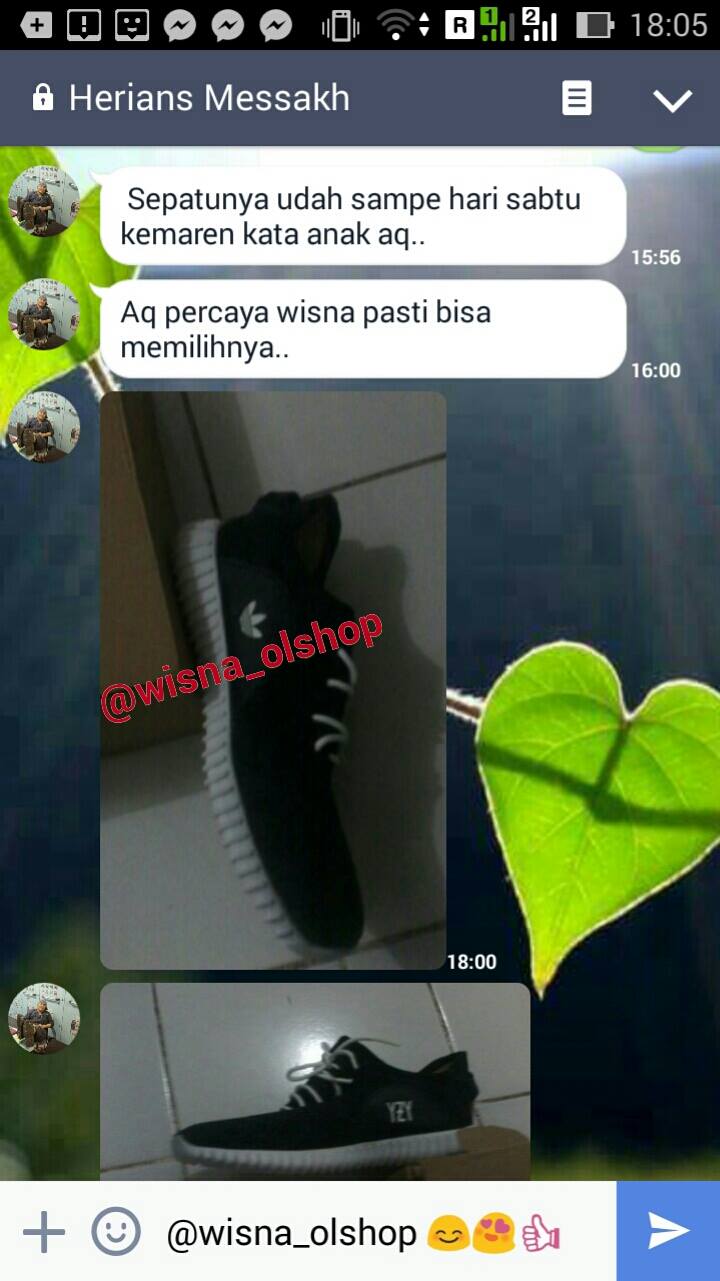 R 1 2 18:05
Herians Messakh
Sepatunya udah sampe hari sabtu
kemaren kata anak aq..
15:56
Aq percaya wisna pasti bisa
memilihnya..
16:00
@wisna_olshop
18:00
YZY
@wisna_olshop 😊😍👍